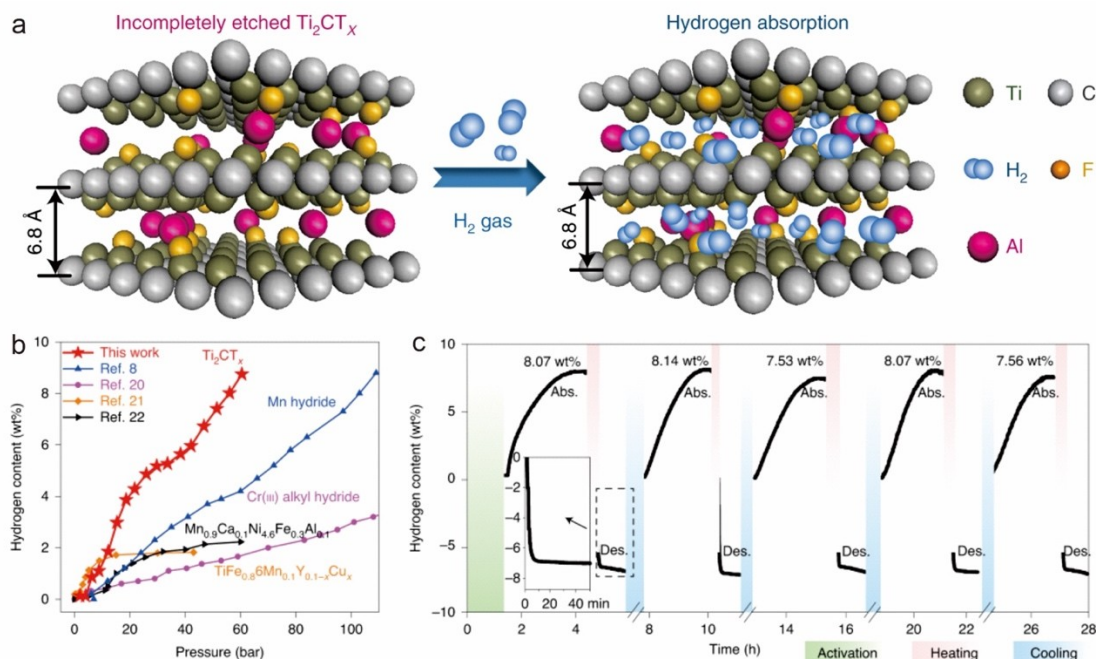 a
Incompletely etched Ti₂CTₓ
Hydrogen absorption
H₂ gas
6.8 Å
6.8 Å
Ti
C
H₂
F
Al
b
This work
Ref. 8
Ref. 20
Ref. 21
Ref. 22
Ti₂CTₓ
Mn hydride
Cr(III) alkyl hydride
Mn₀.₉Ca₀.₁Ni₄.₆Fe₀.₃Al₀.₁
TiFe₀.₈6Mn₀.₁Y₀.₁₋ₓCuₓ
Hydrogen content (wt%)
10
8
6
4
2
0
0 20 40 60 80 100
Pressure (bar)
c
Hydrogen content (wt%)
10
5
0
−5
−10
8.07 wt%
8.14 wt%
7.53 wt%
8.07 wt%
7.56 wt%
Abs.
Abs.
Abs.
Abs.
Abs.
0
−2
−4
−6
−8
0 20 40 min
Des.
Des.
Des.
Des.
Des.
0 2 4 6 8 10 14 16 20 22 26 28
Time (h)
Activation
Heating
Cooling